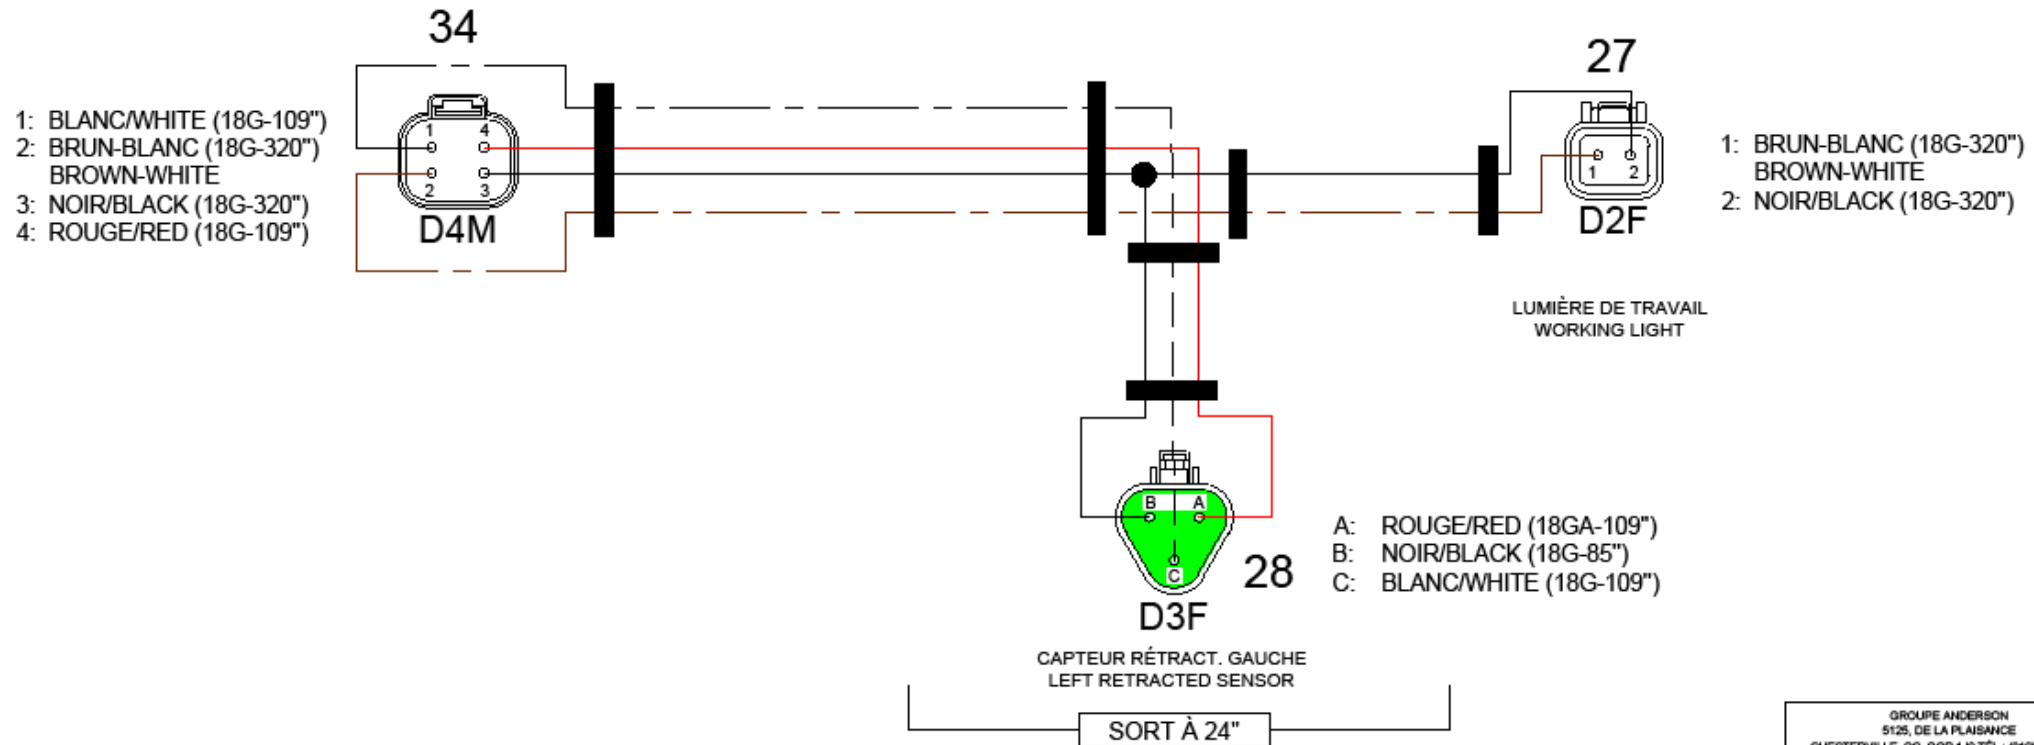 34
1: BLANC/WHITE (18G-109")
2: BRUN-BLANC (18G-320")
BROWN-WHITE
3: NOIR/BLACK (18G-320")
4: ROUGE/RED (18G-109")
1 4
2 3
D4M
27
1 2
D2F
1: BRUN-BLANC (18G-320")
BROWN-WHITE
2: NOIR/BLACK (18G-320")
LUMIÈRE DE TRAVAIL
WORKING LIGHT
B A
C
28
D3F
A: ROUGE/RED (18GA-109")
B: NOIR/BLACK (18G-85")
C: BLANC/WHITE (18G-109")
CAPTEUR RÉTRACT. GAUCHE
LEFT RETRACTED SENSOR
SORT À 24"
GROUPE ANDERSON
5125, DE LA PLAISANCE